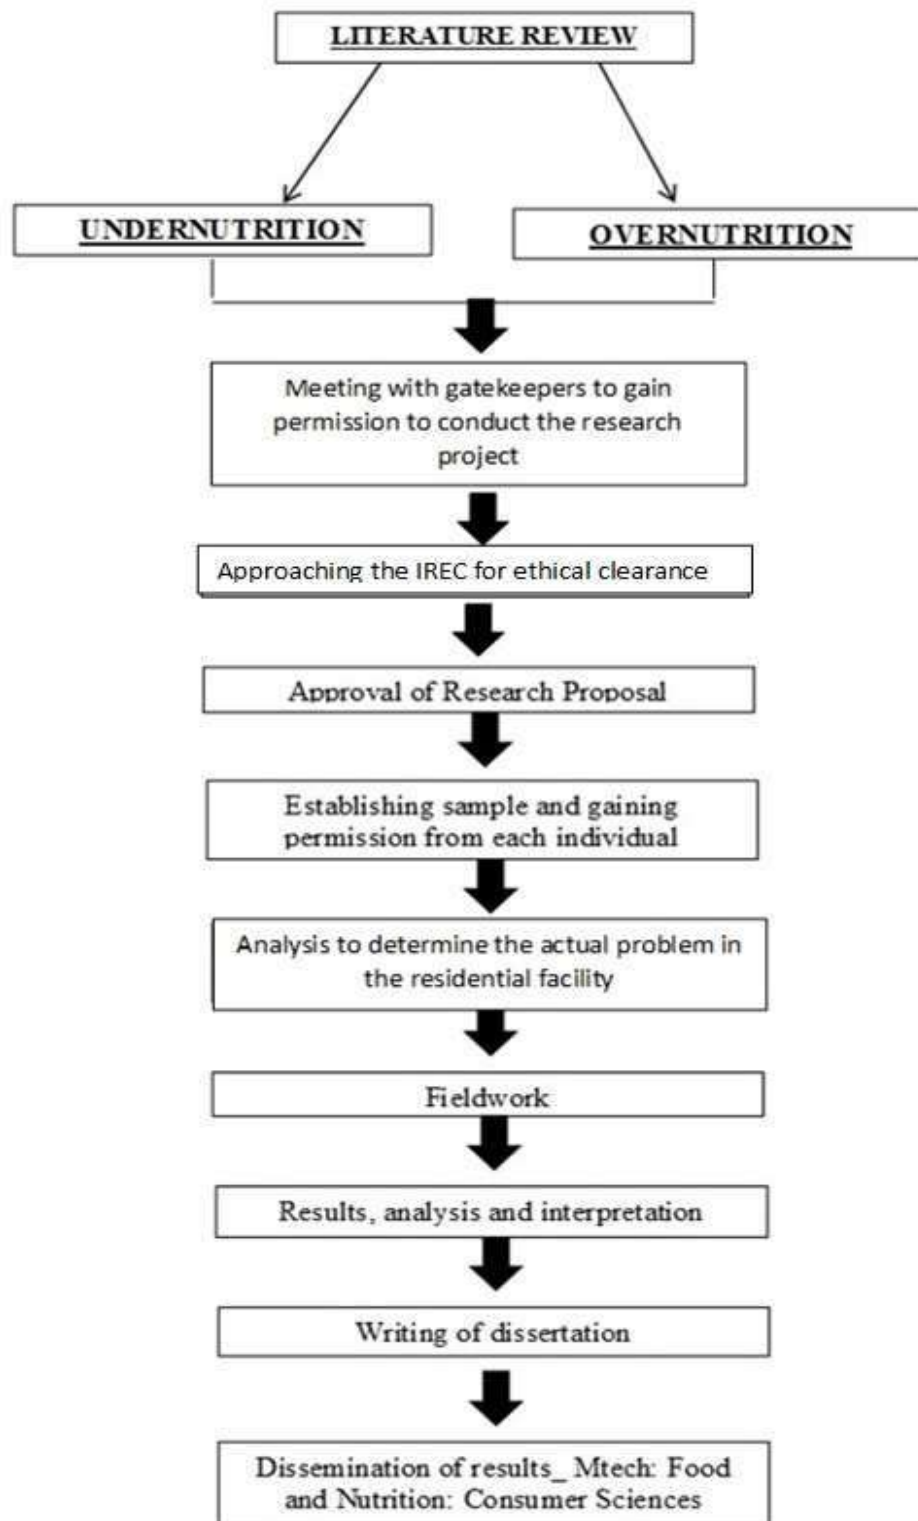 LITERATURE REVIEW
UNDERNUTRITION
OVERNUTRITION
Meeting with gatekeepers to gain
permission to conduct the research
project
Approaching the IREC for ethical clearance
Approval of Research Proposal
Establishing sample and gaining
permission from each individual
Analysis to determine the actual problem in
the residential facility
Fieldwork
Results, analysis and interpretation
Writing of dissertation
Dissemination of results_ Mtech: Food
and Nutrition: Consumer Sciences